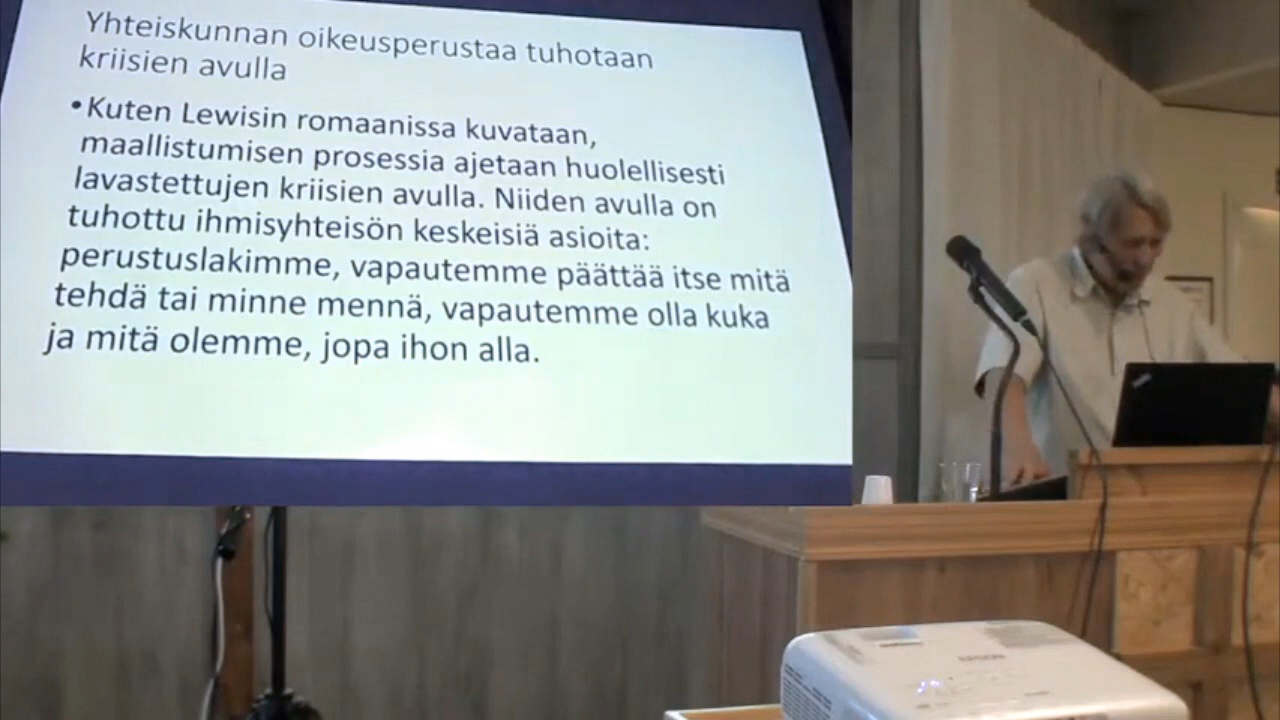 Yhteiskunnan oikeusperustaa tuhotaan
kriisien avulla
•Kuten Lewisin romaanissa kuvataan,
maallistumisen prosessia ajetaan huolellisesti
lavastettujen kriisien avulla. Niiden avulla on
tuhottu ihmisyhteisön keskeisiä asioita:
perustuslakimme, vapautemme päättää itse mitä
tehdä tai minne mennä, vapautemme olla kuka
ja mitä olemme, jopa ihon alla.
EPSON